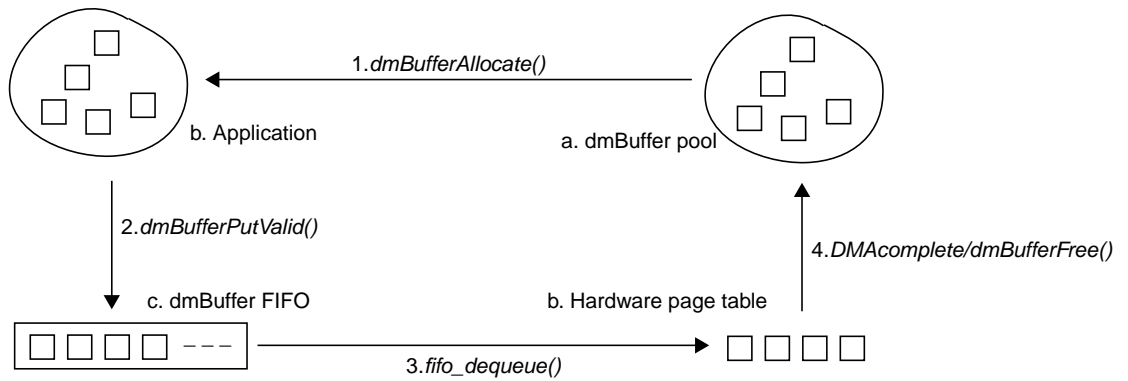 1.dmBufferAllocate()
b. Application
a. dmBuffer pool
2.dmBufferPutValid()
4.DMAcomplete/dmBufferFree()
c. dmBuffer FIFO
b. Hardware page table
3.fifo_dequeue()